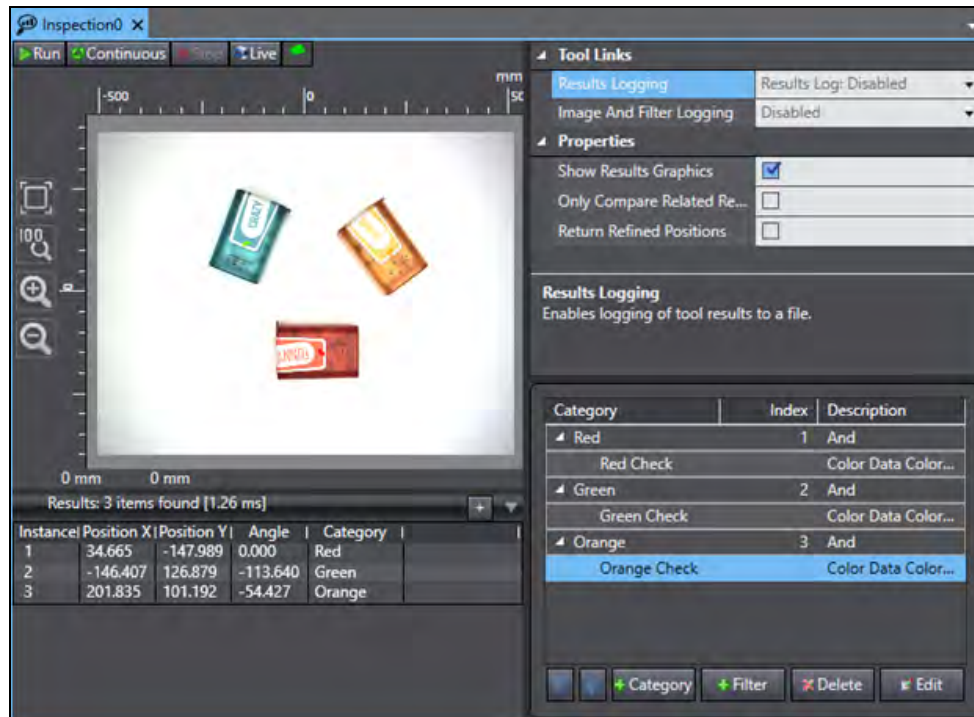 Inspection0 ×
Run Continuous Stop Live
mm
-500 0 50
100
0
0 mm 0 mm
CRAZY
Results: 3 items found [1.26 ms]
Instance Position X Position Y Angle Category
1 34.665 -147.989 0.000 Red
2 -146.407 126.879 -113.640 Green
3 201.835 101.192 -54.427 Orange
Tool Links
Results Logging Results Log: Disabled
Image And Filter Logging Disabled
Properties
Show Results Graphics
Only Compare Related Re...
Return Refined Positions
Results Logging
Enables logging of tool results to a file.
Category Index Description
Red 1 And
Red Check Color Data Color...
Green 2 And
Green Check Color Data Color...
Orange 3 And
Orange Check Color Data Color...
+ Category + Filter Delete Edit